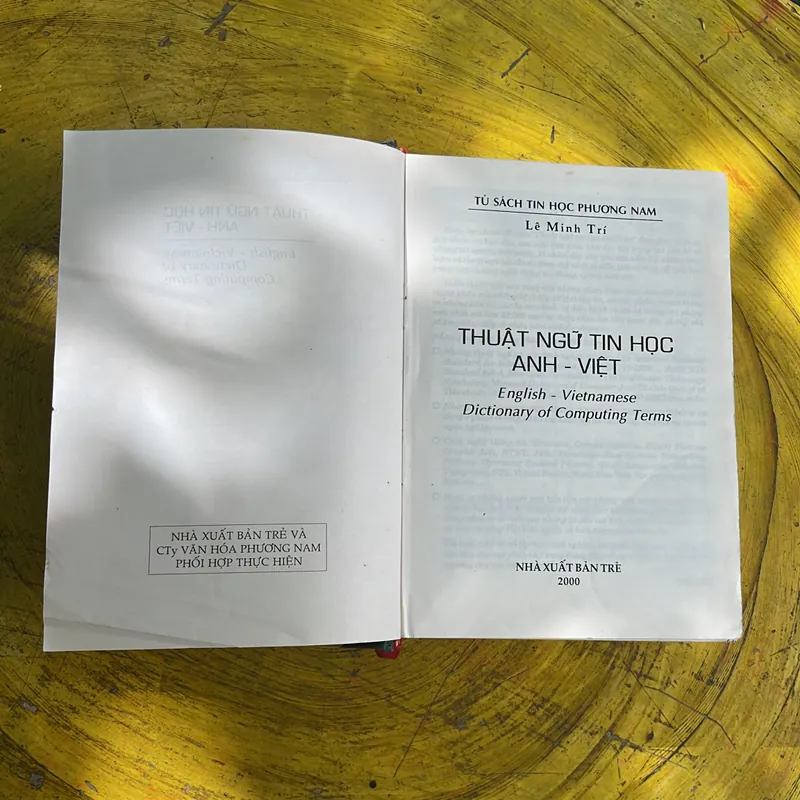 NHÀ XUẤT BẢN TRẺ VÀ
CTy VĂN HÓA PHƯƠNG NAM
PHỐI HỢP THỰC HIỆN
TỦ SÁCH TIN HỌC PHƯƠNG NAM
Lê Minh Trí
THUẬT NGỮ TIN HỌC
ANH - VIỆT
English - Vietnamese
Dictionary of Computing Terms
NHÀ XUẤT BẢN TRẺ
2000